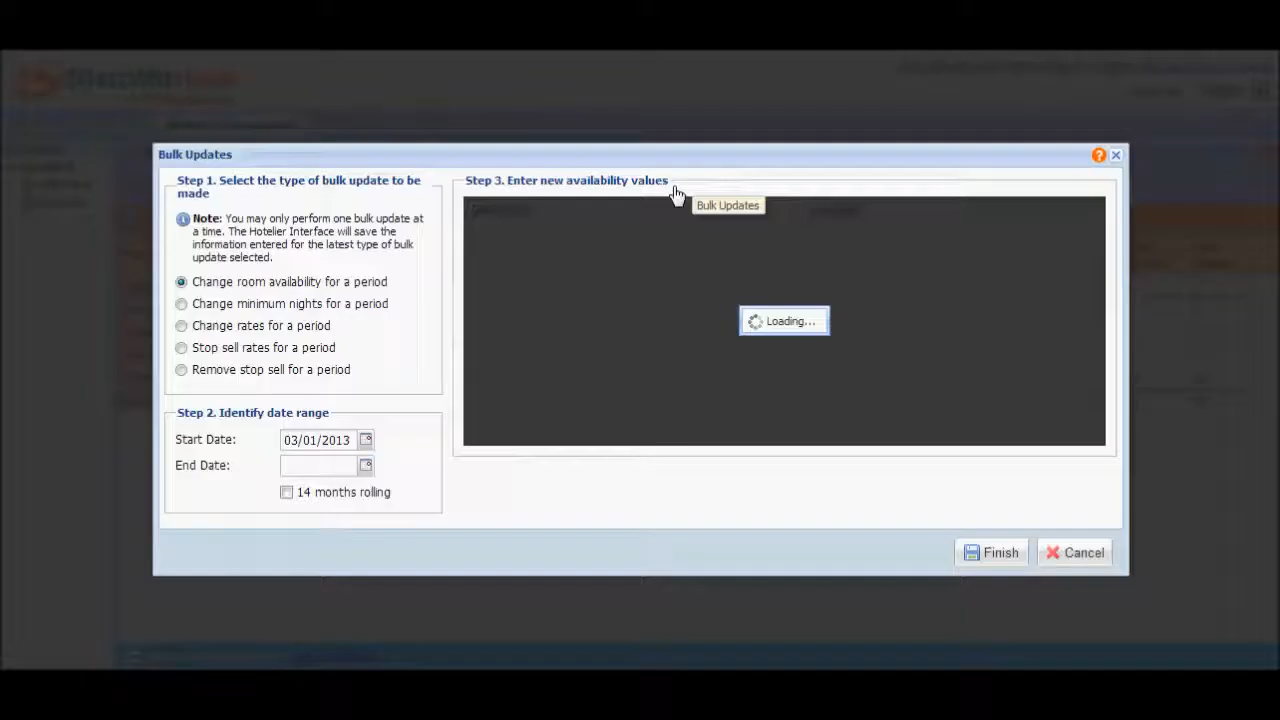 Bulk Updates
Step 1. Select the type of bulk update to be
made
Note: You may only perform one bulk update at
a time. The Hotelier Interface will save the
information entered for the latest type of bulk
update selected.
Change room availability for a period
Change minimum nights for a period
Change rates for a period
Stop sell rates for a period
Remove stop sell for a period
Step 2. Identify date range
Start Date: 03/01/2013
End Date:
14 months rolling
Step 3. Enter new availability values
Bulk Updates
Loading...
Finish
Cancel